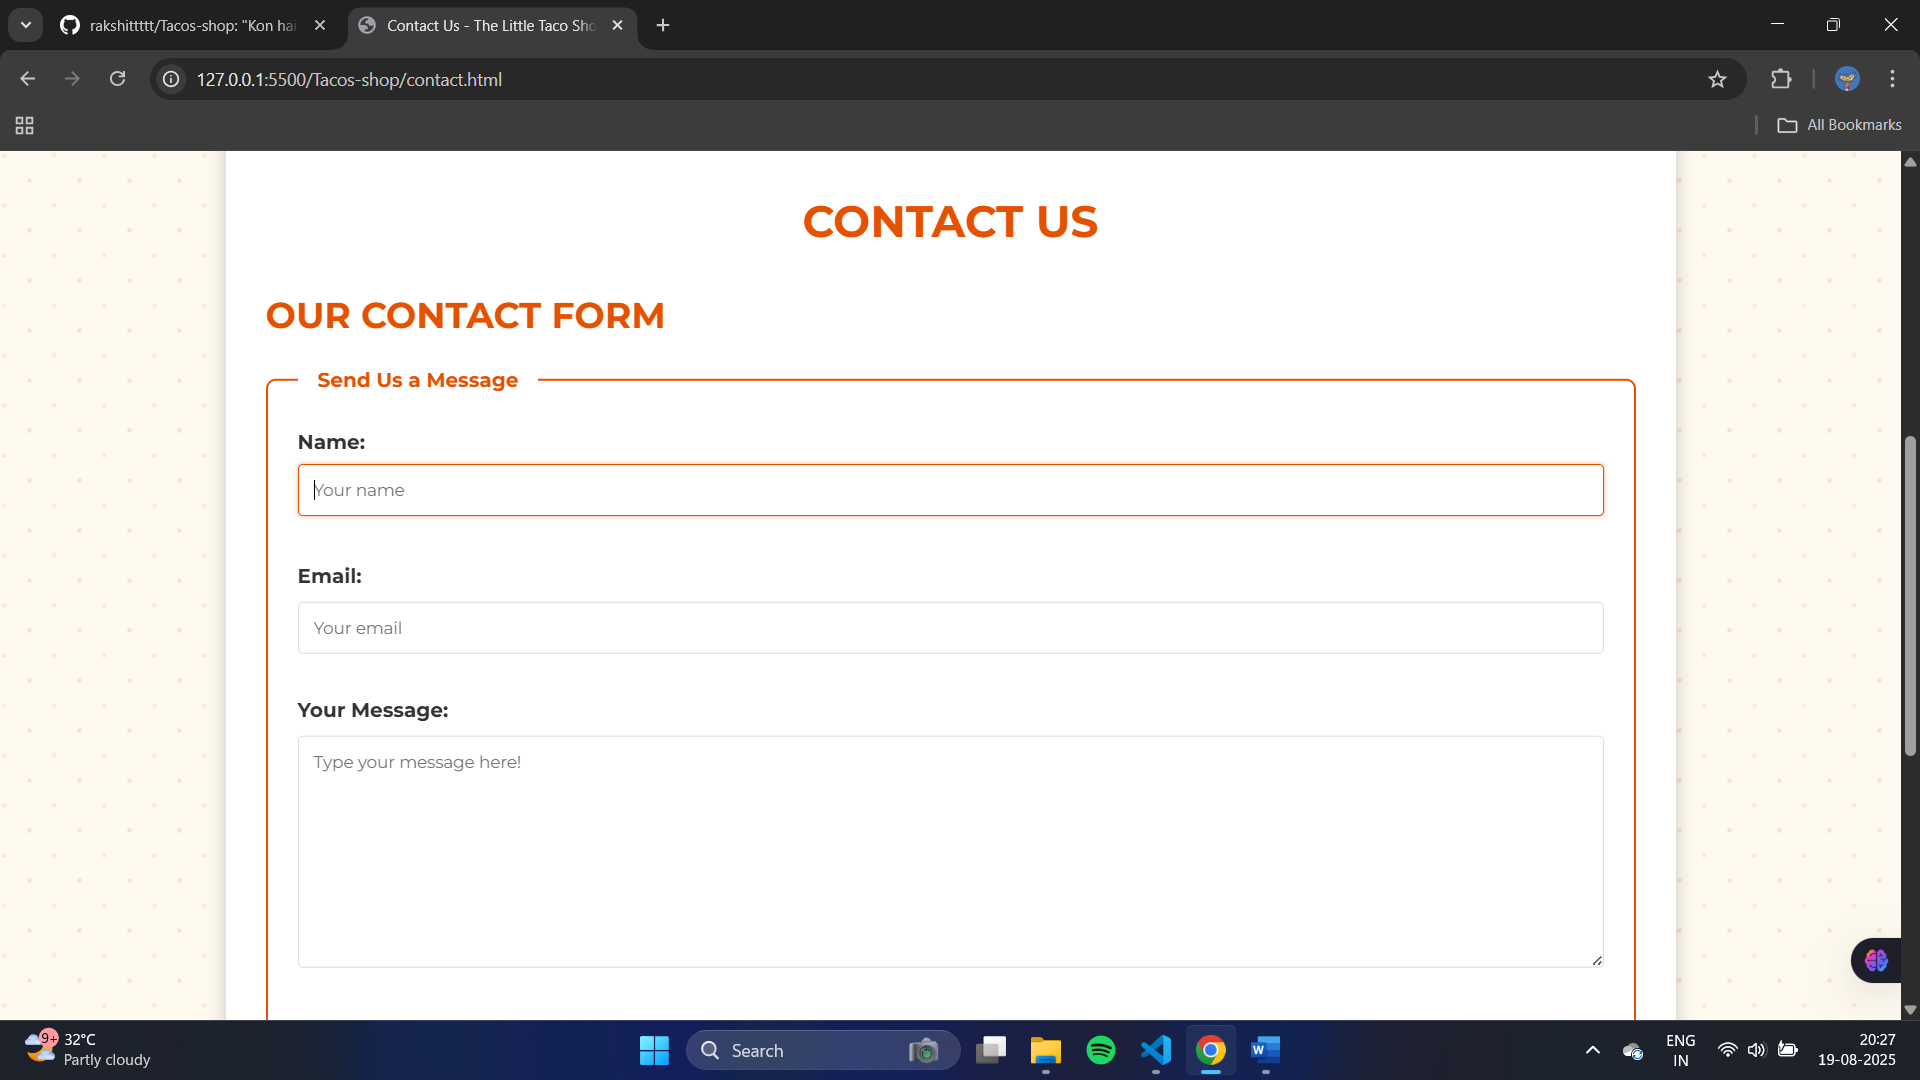 rakshittttt/Tacos-shop: "Kon hai
Contact Us - The Little Taco Sho
127.0.0.1:5500/Tacos-shop/contact.html
All Bookmarks
CONTACT US
OUR CONTACT FORM
Send Us a Message
Name:
Your name
Email:
Your email
Your Message:
Type your message here!
9+
32°C
Partly cloudy
Search
W
ENG
IN
20:27
19-08-2025